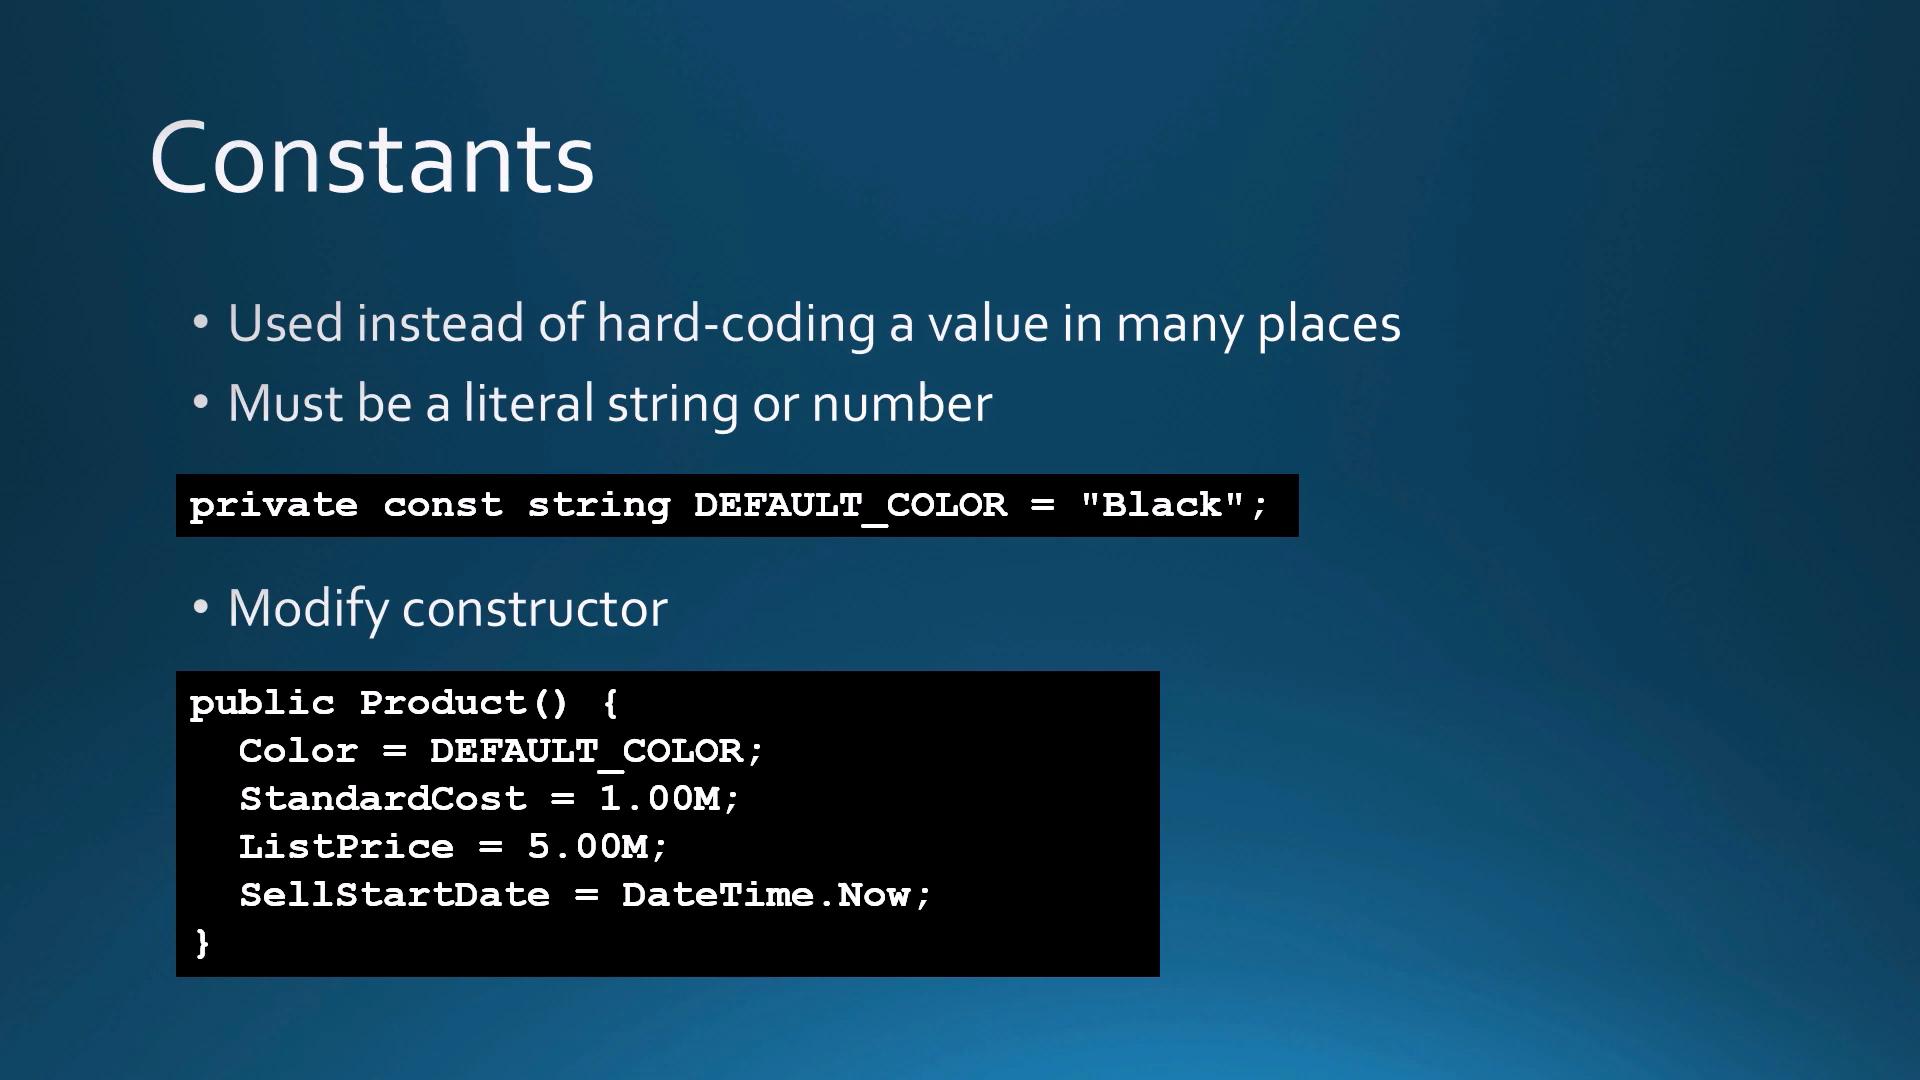 Constants
• Used instead of hard-coding a value in many places
• Must be a literal string or number
private const string DEFAULT_COLOR = "Black";
• Modify constructor
public Product() {
  Color = DEFAULT_COLOR;
  StandardCost = 1.00M;
  ListPrice = 5.00M;
  SellStartDate = DateTime.Now;
}